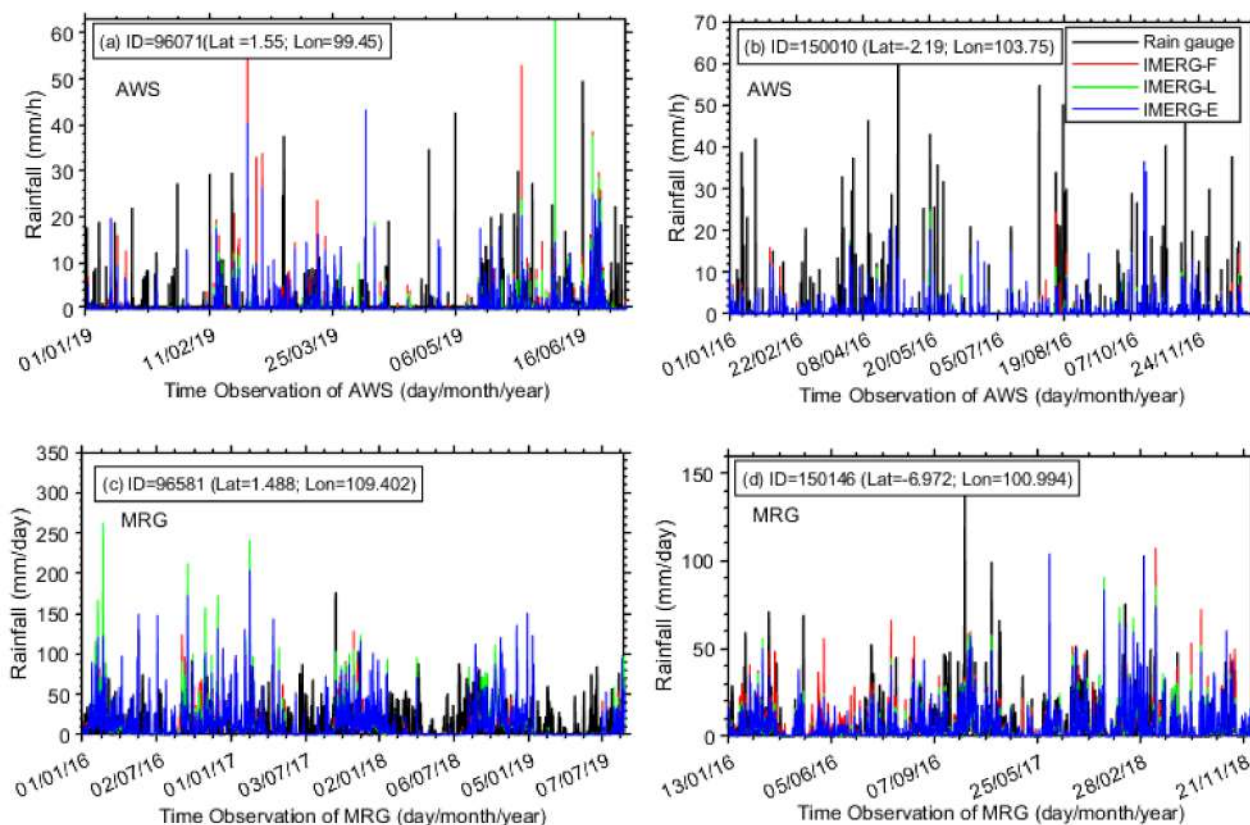 (a) ID=96071(Lat =1.55; Lon=99.45)
AWS
Rainfall (mm/h)
60
50
40
30
20
10
0
01/01/19
11/02/19
25/03/19
06/05/19
16/06/19
Time Observation of AWS (day/month/year)
(b) ID=150010 (Lat=-2.19; Lon=103.75)
AWS
Rain gauge
IMERG-F
IMERG-L
IMERG-E
Rainfall (mm/h)
70
60
50
40
30
20
10
0
01/01/16
22/02/16
08/04/16
20/05/16
05/07/16
19/08/16
07/10/16
24/11/16
Time Observation of AWS (day/month/year)
(c) ID=96581 (Lat=1.488; Lon=109.402)
MRG
Rainfall (mm/day)
350
300
250
200
150
100
50
0
01/01/16
02/07/16
01/01/17
03/07/17
02/01/18
06/07/18
05/01/19
07/07/19
Time Observation of MRG (day/month/year)
(d) ID=150146 (Lat=-6.972; Lon=100.994)
MRG
Rainfall (mm/day)
150
100
50
0
13/01/16
05/06/16
07/09/16
25/05/17
28/02/18
21/11/18
Time Observation of MRG (day/month/year)